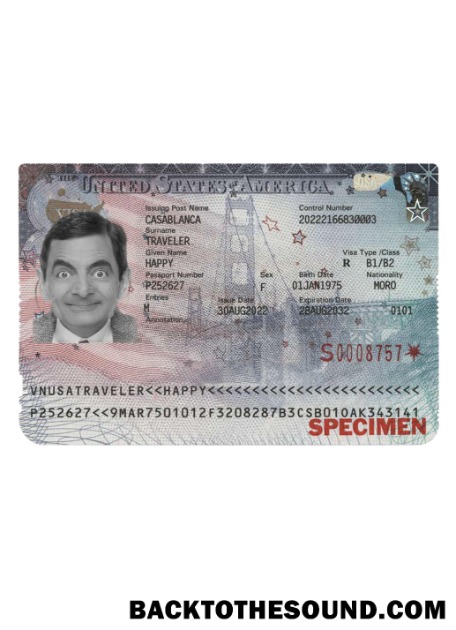 UNITED STATES of AMERICA
VISA
Issuing Post Name Control Number
CASABLANCA 20222166830003
Surname
TRAVELER
Given Name Visa Type /Class
HAPPY R B1/B2
Passport Number Sex Birth Date Nationality
P252627 F 01JAN1975 MORO
Entries Issue Date Expiration Date
M 30AUG2022 28AUG2032 0101
Annotation
S0008757
VNUSATRAVELER<<HAPPY<<<<<<<<<<<<<<<<<<<<<<<<
P252627<<9MAR7501012F3208287B3CSB010AK343141
SPECIMEN
BACKTOTHESOUND.COM